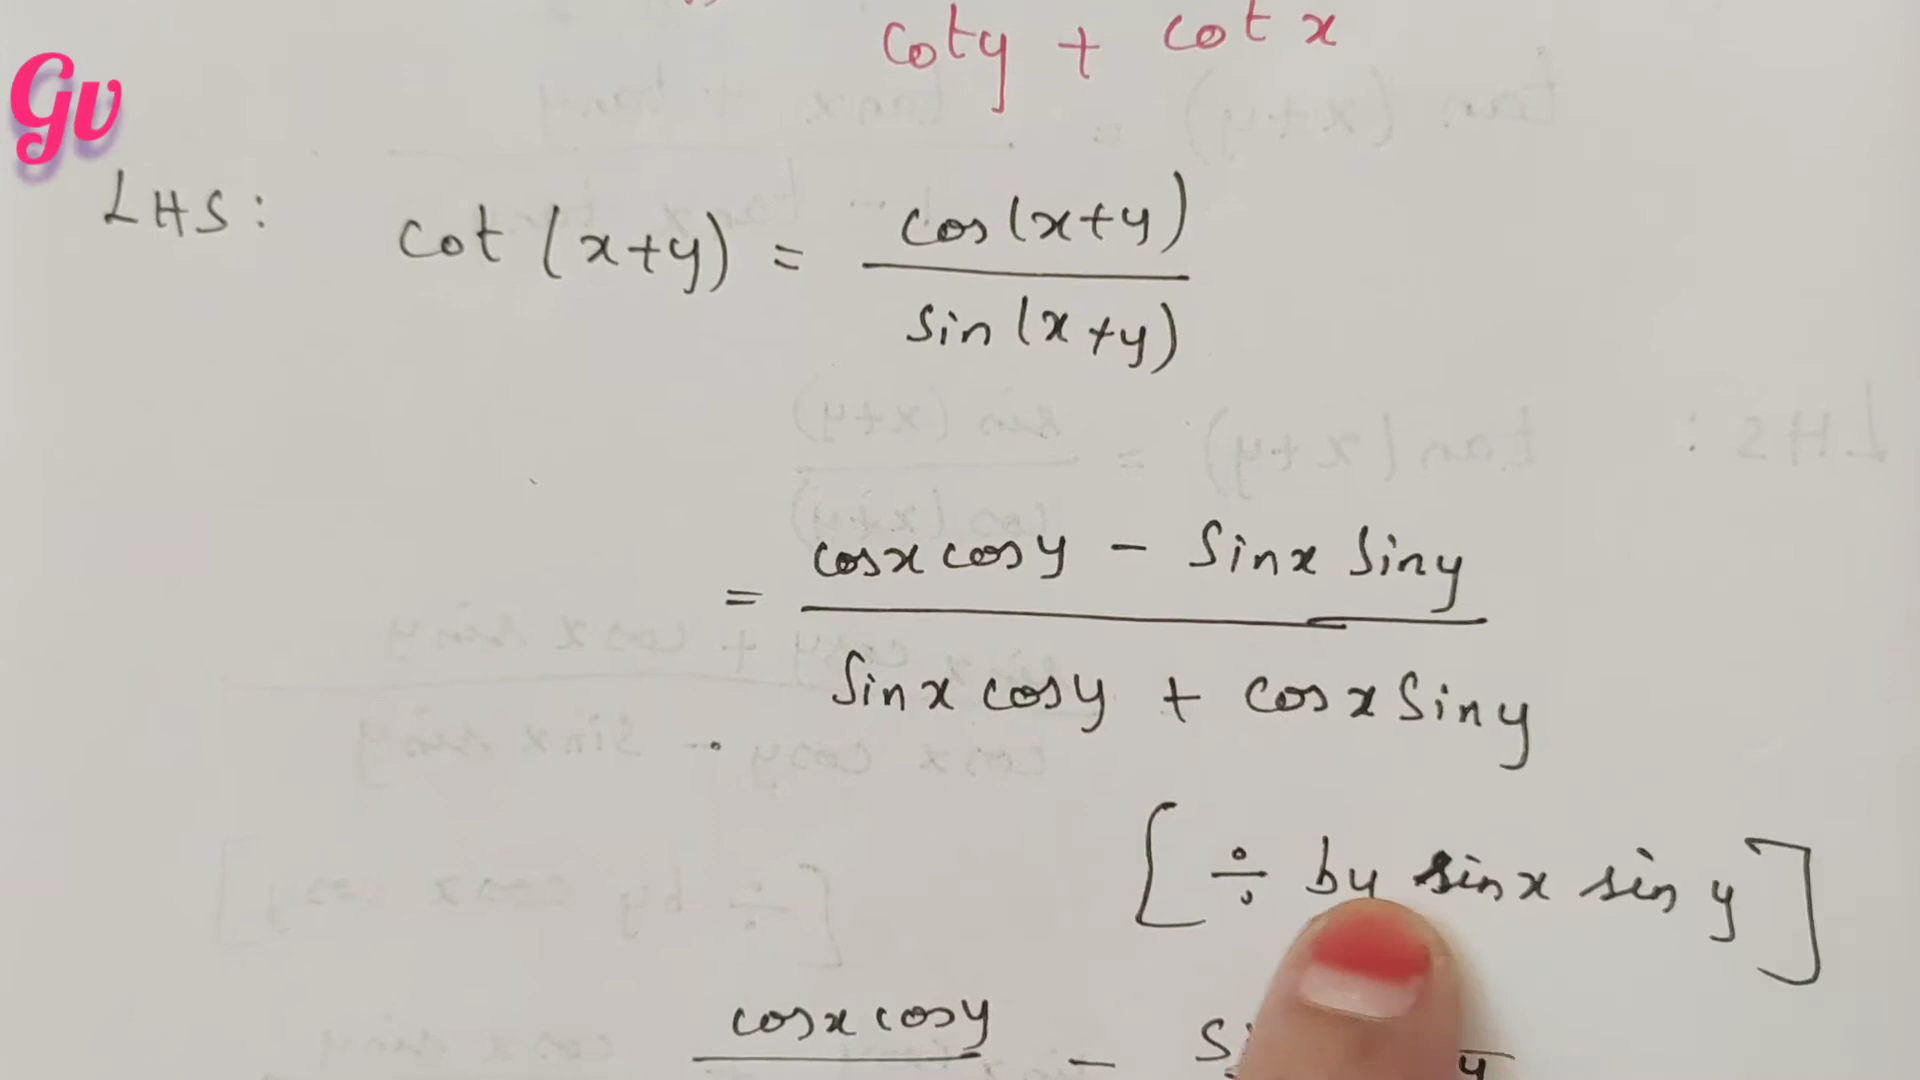 cot y + cot x
Gv
LHS: cot (x+y) = cos (x+y)
sin (x+y)
= cosx cosy - Sinx Siny
Sinx cosy + cosx Siny
[÷ by sinx sin y]
cosx cosy -